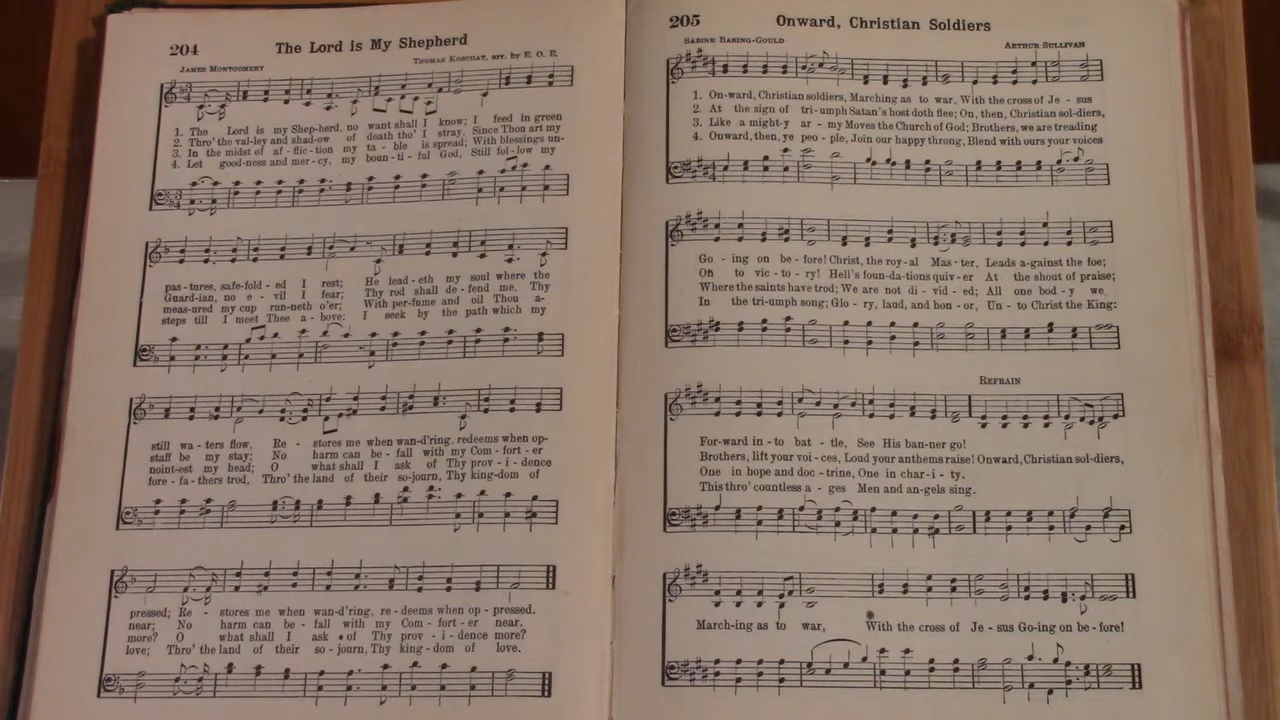 204
The Lord is My Shepherd
James Montgomery
Thomas Koschat, arr. by E. O. E.
1. The Lord is my Shep-herd, no want shall I know; I feed in green
2. Thro' the val-ley and shad-ow of death tho' I stray, Since Thou art my
3. In the midst of af-flic-tion my ta-ble is spread; With blessings un-
4. Let good-ness and mer-cy, my boun-ti-ful God, Still fol-low my
pas-tures, safe-fold-ed I rest; He lead-eth my soul where the
Guard-ian, no e-vil I fear; Thy rod shall de-fend me, Thy
meas-ured my cup run-neth o'er; With per-fume and oil Thou a-
steps till I meet Thee a-bove: I seek by the path which my
still wa-ters flow, Re-stores me when wan-d'ring, redeems when op-
staff be my stay; No harm can be-fall with my Com-fort-er
noint-est my head; O what shall I ask of Thy prov-i-dence
fore-fa-thers trod, Thro' the land of their so-journ, Thy king-dom of
pressed; Re-stores me when wan-d'ring, re-deems when op-pressed.
near; No harm can be-fall with my Com-fort-er near.
more? O what shall I ask of Thy prov-i-dence more?
love; Thro' the land of their so-journ, Thy king-dom of love.
205
Onward, Christian Soldiers
Sabine Baring-Gould
Arthur Sullivan
1. On-ward, Christian soldiers, Marching as to war, With the cross of Je-sus
2. At the sign of tri-umph Satan's host doth flee; On, then, Christian sol-diers,
3. Like a might-y ar-my Moves the Church of God; Brothers, we are treading
4. Onward, then, ye peo-ple, Join our happy throng, Blend with ours your voices
Go-ing on be-fore! Christ, the roy-al Mas-ter, Leads a-gainst the foe;
On to vic-to-ry! Hell's foun-da-tions quiv-er At the shout of praise;
Where the saints have trod; We are not di-vid-ed; All one bod-y we,
In the tri-umph song; Glo-ry, laud, and hon-or, Un-to Christ the King:
Refrain
For-ward in-to bat-tle, See His ban-ner go!
Brothers, lift your voi-ces, Loud your anthems raise! Onward, Christian sol-diers,
One in hope and doc-trine, One in char-i-ty.
This thro' countless a-ges Men and an-gels sing.
March-ing as to war, With the cross of Je-sus Go-ing on be-fore!